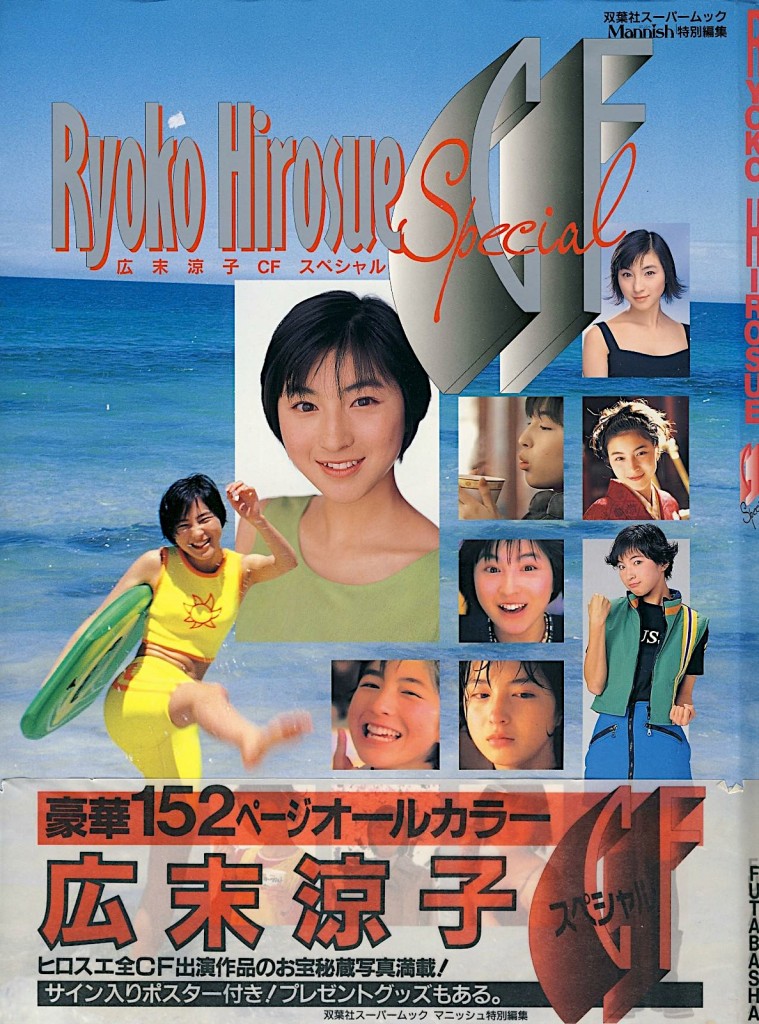 双葉社スーパームック
Mannish特別編集
CF
Ryoko Hirosue
Special
広末涼子 CF スペシャル
US
豪華152ページオールカラー
広末涼子
CF
スペシャル
ヒロスエ全CF出演作品のお宝秘蔵写真満載!
サイン入りポスター付き!プレゼントグッズもある。
双葉社スーパームック マニッシュ特別編集
RYOKO HIROSUE
CF
Special
FUTABASHA